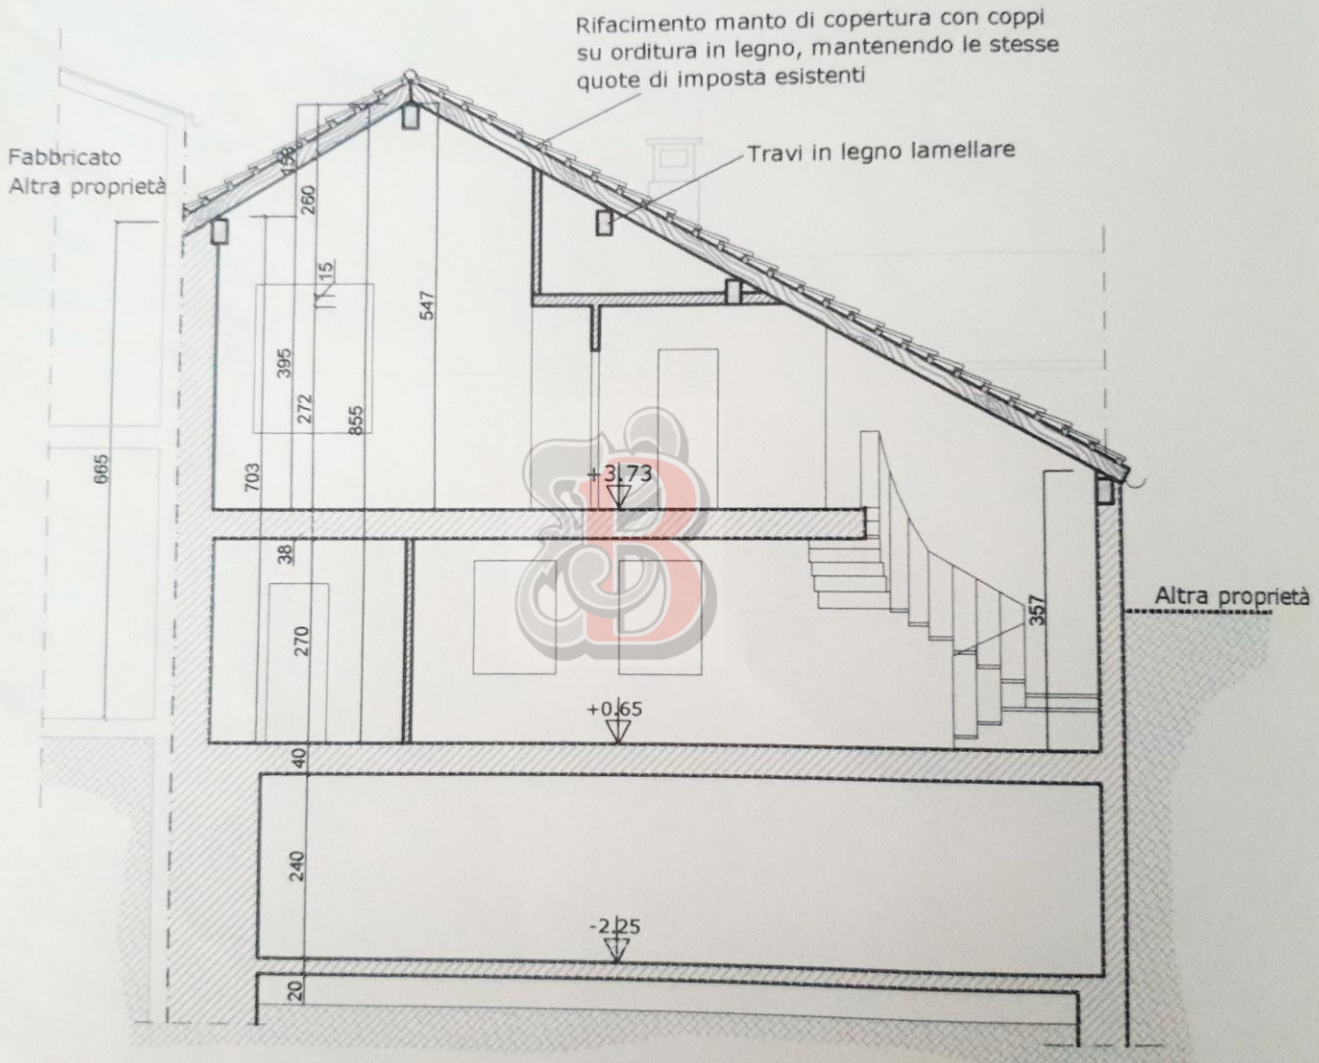 Rifacimento manto di copertura con coppi
su orditura in legno, mantenendo le stesse
quote di imposta esistenti
Travi in legno lamellare
Fabbricato
Altra proprietà
260
15
547
395
272
855
703
665
+3.73
B
38
270
357
Altra proprietà
+0.65
40
240
-2.25
20